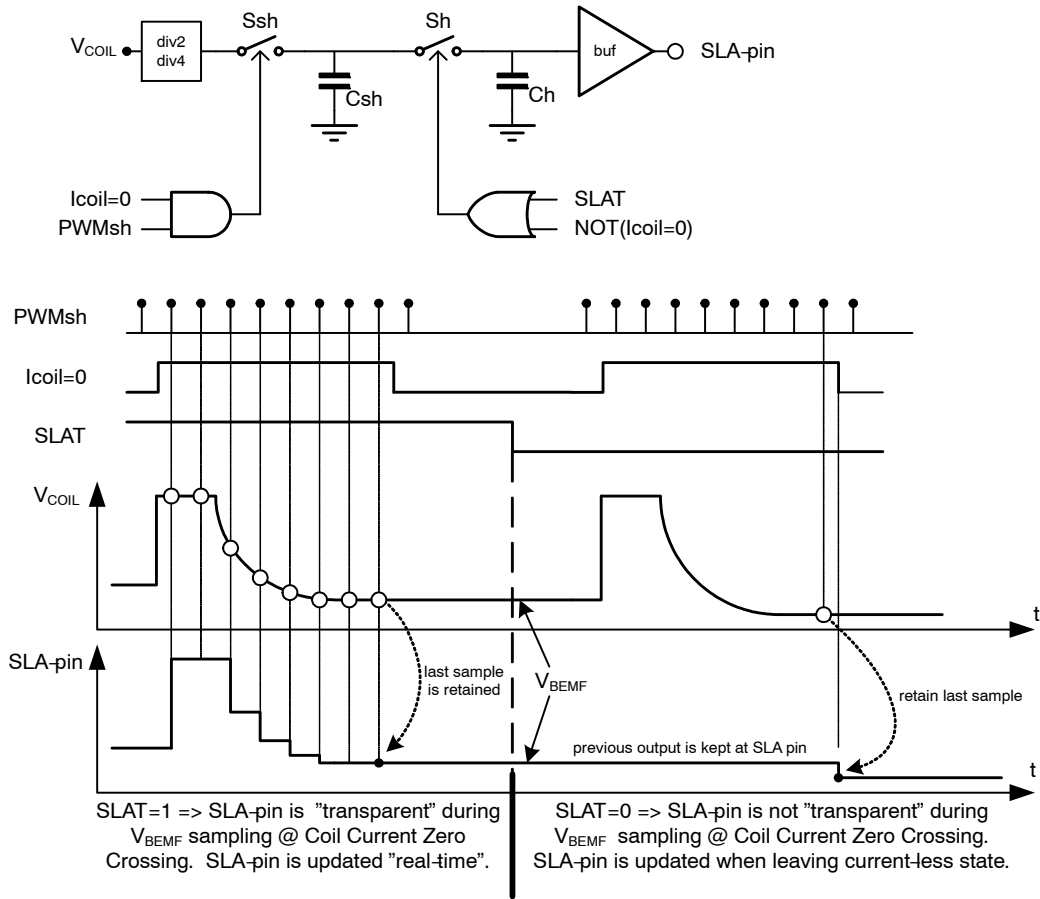 Ssh
Sh
VCOIL
div2
div4
buf
SLA-pin
Csh
Ch
Icoil=0
PWMsh
SLAT
NOT(Icoil=0)
PWMsh
Icoil=0
SLAT
VCOIL
t
SLA-pin
last sample
is retained
VBEMF
retain last sample
previous output is kept at SLA pin
t
SLAT=1 => SLA-pin is "transparent" during
VBEMF sampling @ Coil Current Zero
Crossing. SLA-pin is updated "real-time".
SLAT=0 => SLA-pin is not "transparent" during
VBEMF sampling @ Coil Current Zero Crossing.
SLA-pin is updated when leaving current-less state.